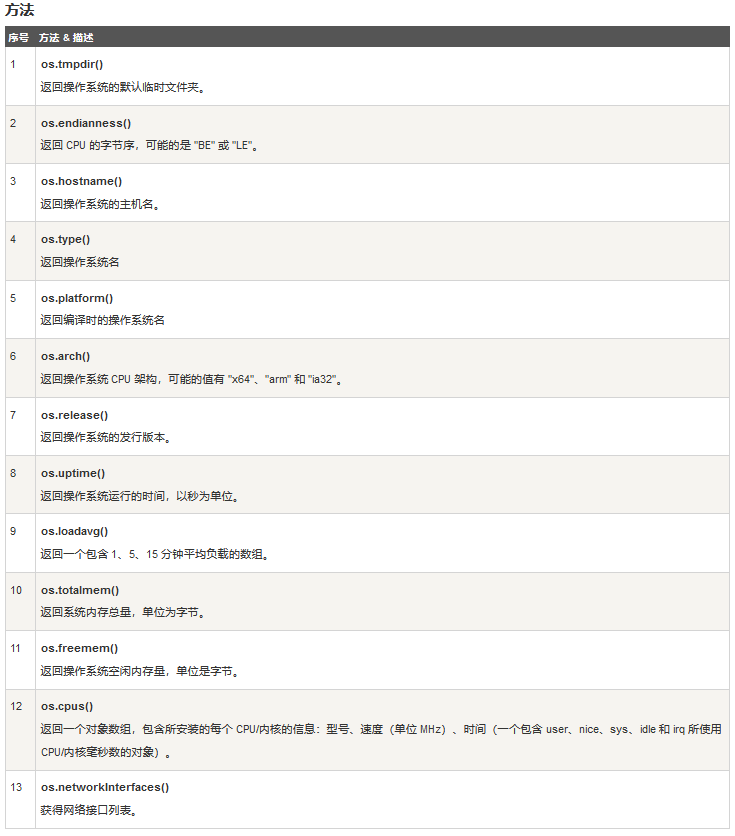 方法
序号 方法 & 描述
1 os.tmpdir()
返回操作系统的默认临时文件夹。
2 os.endianness()
返回 CPU 的字节序，可能的是 "BE" 或 "LE"。
3 os.hostname()
返回操作系统的主机名。
4 os.type()
返回操作系统名
5 os.platform()
返回编译时的操作系统名
6 os.arch()
返回操作系统 CPU 架构，可能的值有 "x64"、"arm" 和 "ia32"。
7 os.release()
返回操作系统的发行版本。
8 os.uptime()
返回操作系统运行的时间，以秒为单位。
9 os.loadavg()
返回一个包含 1、5、15 分钟平均负载的数组。
10 os.totalmem()
返回系统内存总量，单位为字节。
11 os.freemem()
返回操作系统空闲内存量，单位是字节。
12 os.cpus()
返回一个对象数组，包含所安装的每个 CPU/内核的信息：型号、速度（单位 MHz）、时间（一个包含 user、nice、sys、idle 和 irq 所使用
CPU/内核毫秒数的对象）。
13 os.networkInterfaces()
获得网络接口列表。